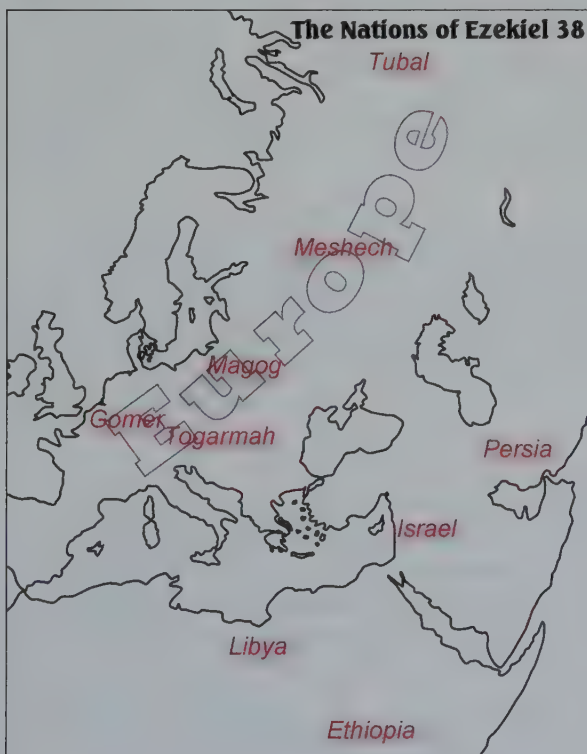 The Nations of Ezekiel 38
Tubal
Europe
Meshech
Magog
Gomer
Togarmah
Persia
Israel
Libya
Ethiopia